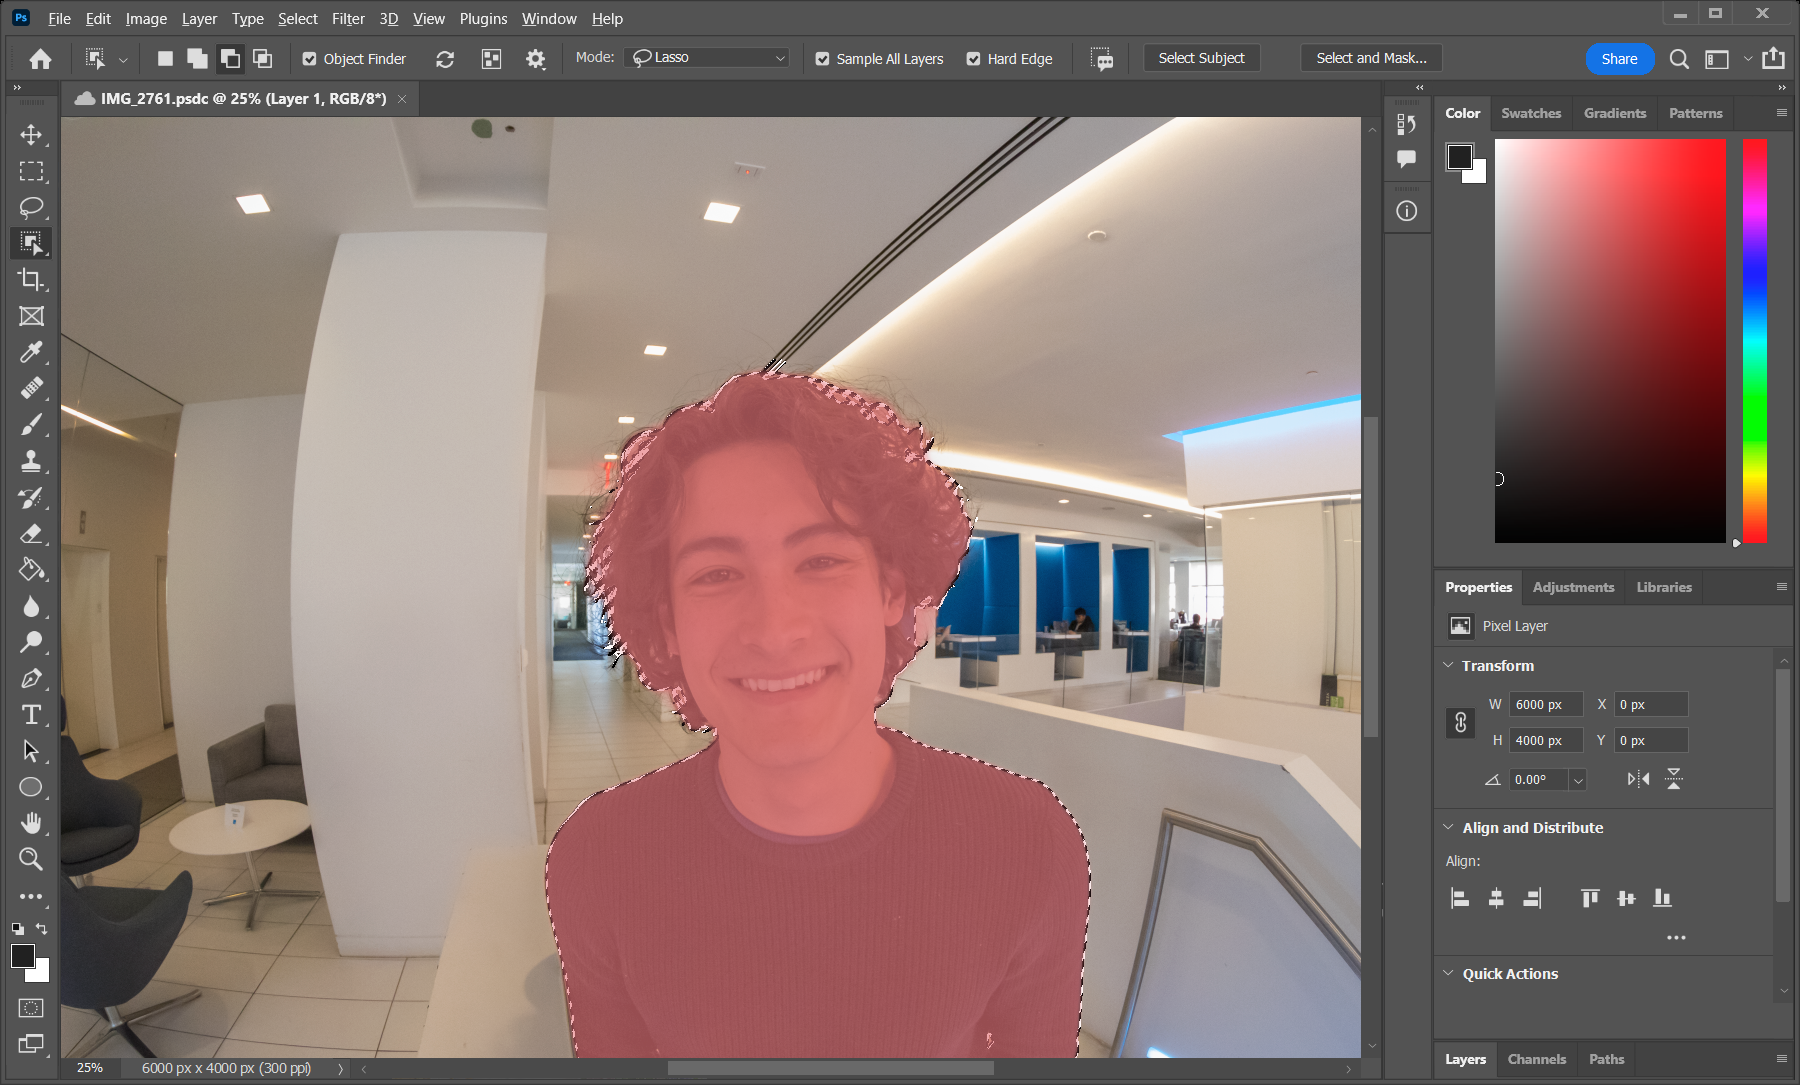 Ps File Edit Image Layer Type Select Filter 3D View Plugins Window Help
Object Finder Mode: Lasso Sample All Layers Hard Edge Select Subject Select and Mask... Share
IMG_2761.psdc @ 25% (Layer 1, RGB/8*)
Color Swatches Gradients Patterns
Properties Adjustments Libraries
Pixel Layer
Transform
W 6000 px X 0 px
H 4000 px Y 0 px
0.00°
Align and Distribute
Align:
Quick Actions
25% 6000 px x 4000 px (300 ppi)
Layers Channels Paths